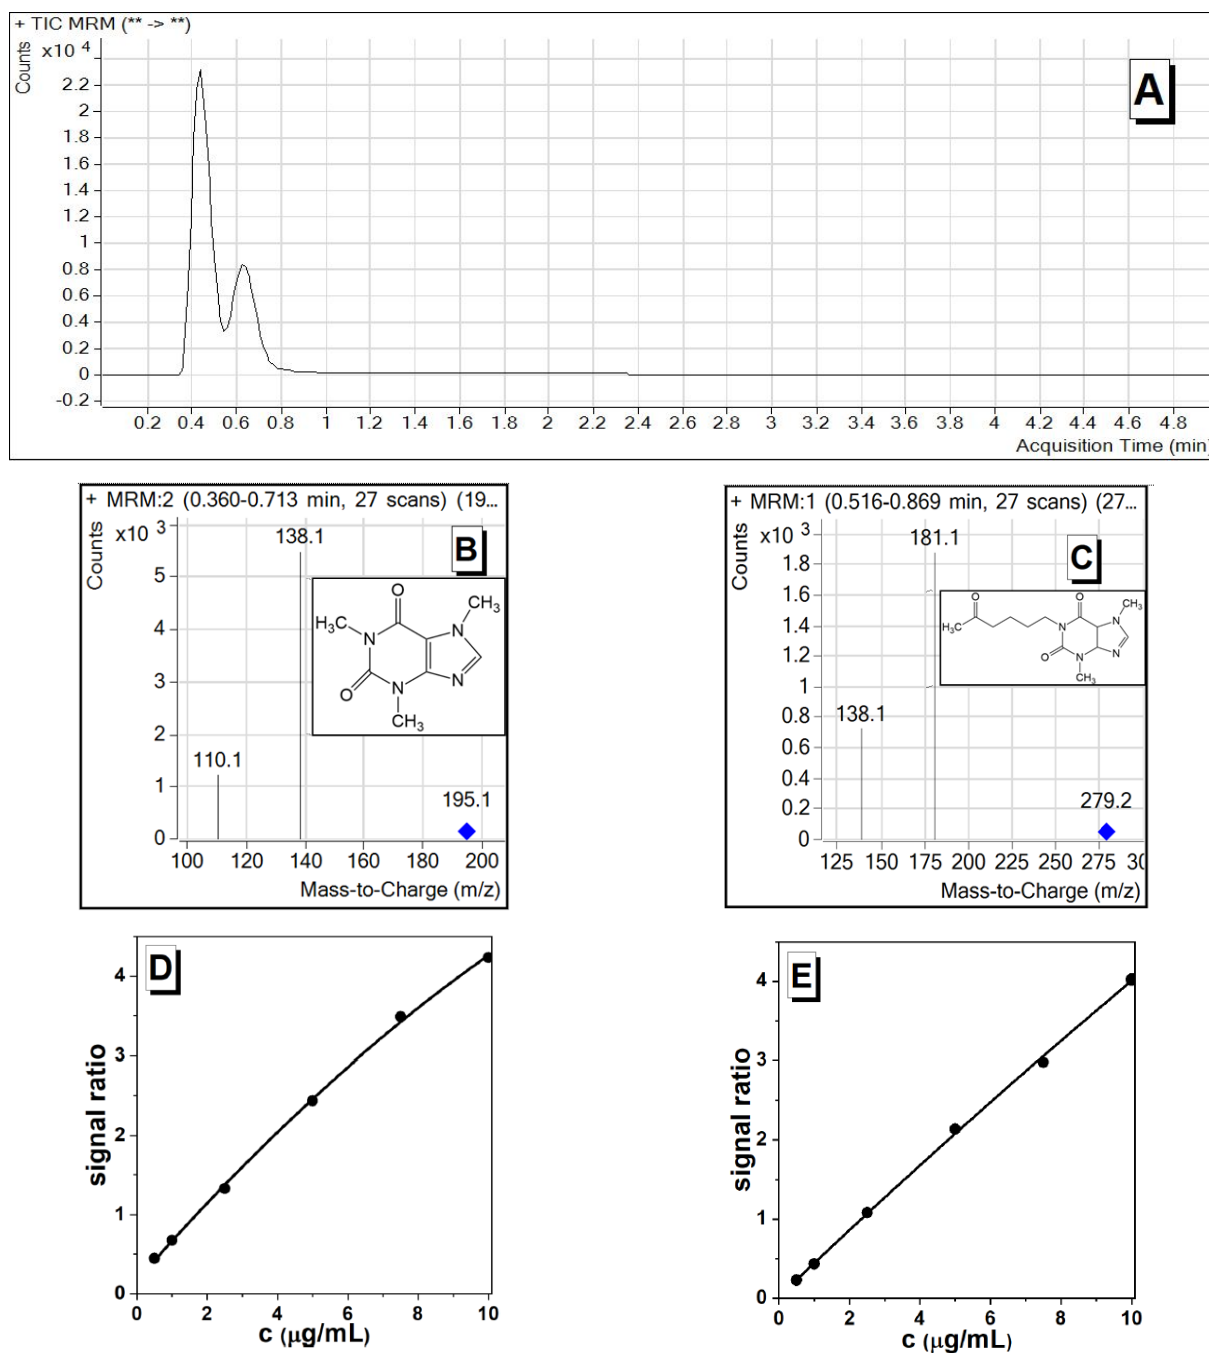 + TIC MRM (** -> **)
Counts
x10 4
2.2
2
1.8
1.6
1.4
1.2
1
0.8
0.6
0.4
0.2
0
-0.2
0.2 0.4 0.6 0.8 1 1.2 1.4 1.6 1.8 2 2.2 2.4 2.6 2.8 3 3.2 3.4 3.6 3.8 4 4.2 4.4 4.6 4.8
Acquisition Time (min)
A
+ MRM:2 (0.360-0.713 min, 27 scans) (19...
Counts
x10 3
5
4
3
2
1
0
138.1
110.1
195.1
B
O
CH₃
H₃C
N
N
O
N
N
CH₃
100 120 140 160 180 200
Mass-to-Charge (m/z)
+ MRM:1 (0.516-0.869 min, 27 scans) (27...
Counts
x10 3
1.8
1.6
1.4
1.2
1
0.8
0.6
0.4
0.2
0
181.1
138.1
279.2
C
O
O
CH₃
H₃C
N
N
O
N
N
CH₃
125 150 175 200 225 250 275 30
Mass-to-Charge (m/z)
D
signal ratio
4
3
2
1
0
0 2 4 6 8 10
c (μg/mL)
E
signal ratio
4
3
2
1
0
0 2 4 6 8 10
c (μg/mL)